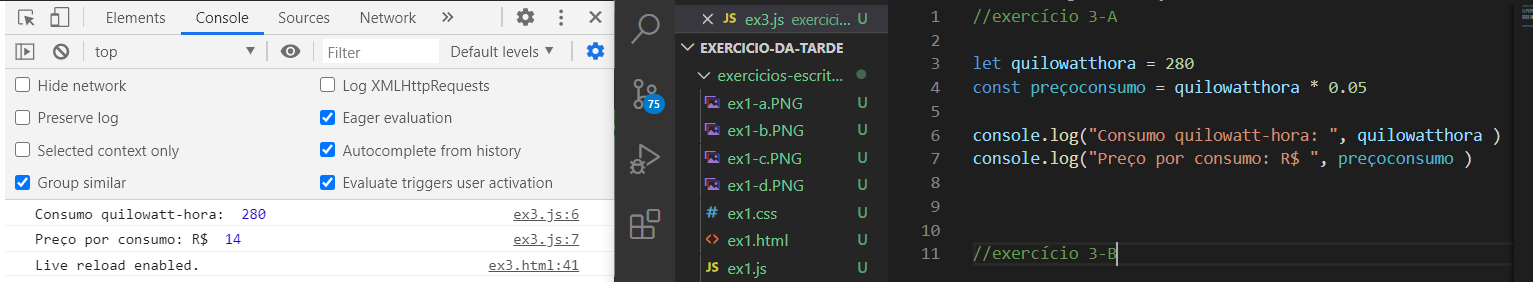 Elements Console Sources Network »
top Filter Default levels
Hide network Log XMLHttpRequests
Preserve log Eager evaluation
Selected context only Autocomplete from history
Group similar Evaluate triggers user activation
Consumo quilowatt-hora:  280 ex3.js:6
Preço por consumo: R$  14 ex3.js:7
Live reload enabled. ex3.html:41
75
JS ex3.js exercici... U
EXERCICIO-DA-TARDE
exercicios-escrit...
ex1-a.PNG U
ex1-b.PNG U
ex1-c.PNG U
ex1-d.PNG U
# ex1.css U
<> ex1.html U
JS ex1.js U
1 //exercício 3-A
2
3 let quilowatthora = 280
4 const preçoconsumo = quilowatthora * 0.05
5
6 console.log("Consumo quilowatt-hora: ", quilowatthora )
7 console.log("Preço por consumo: R$ ", preçoconsumo )
8
9
10
11 //exercício 3-B